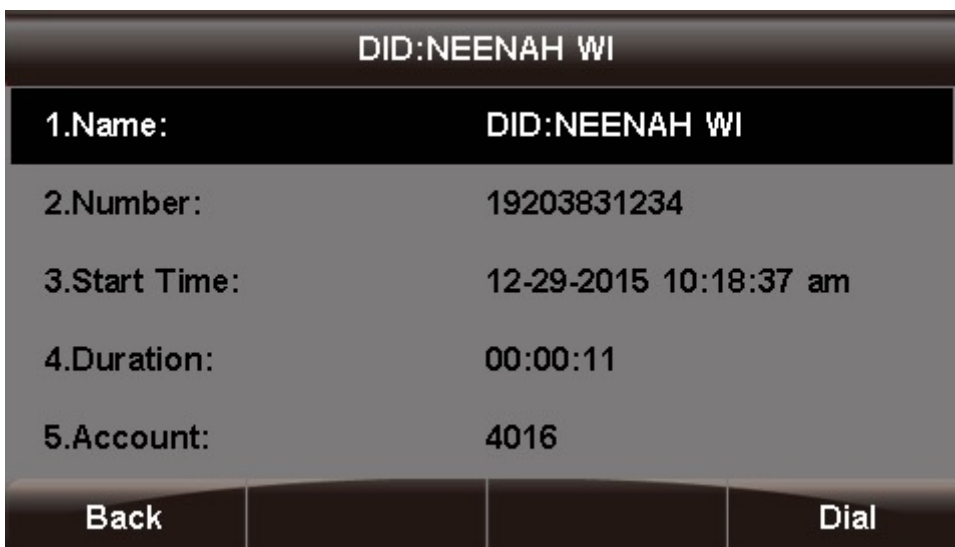 DID:NEENAH WI
1.Name: DID:NEENAH WI
2.Number: 19203831234
3.Start Time: 12-29-2015 10:18:37 am
4.Duration: 00:00:11
5.Account: 4016
Back Dial